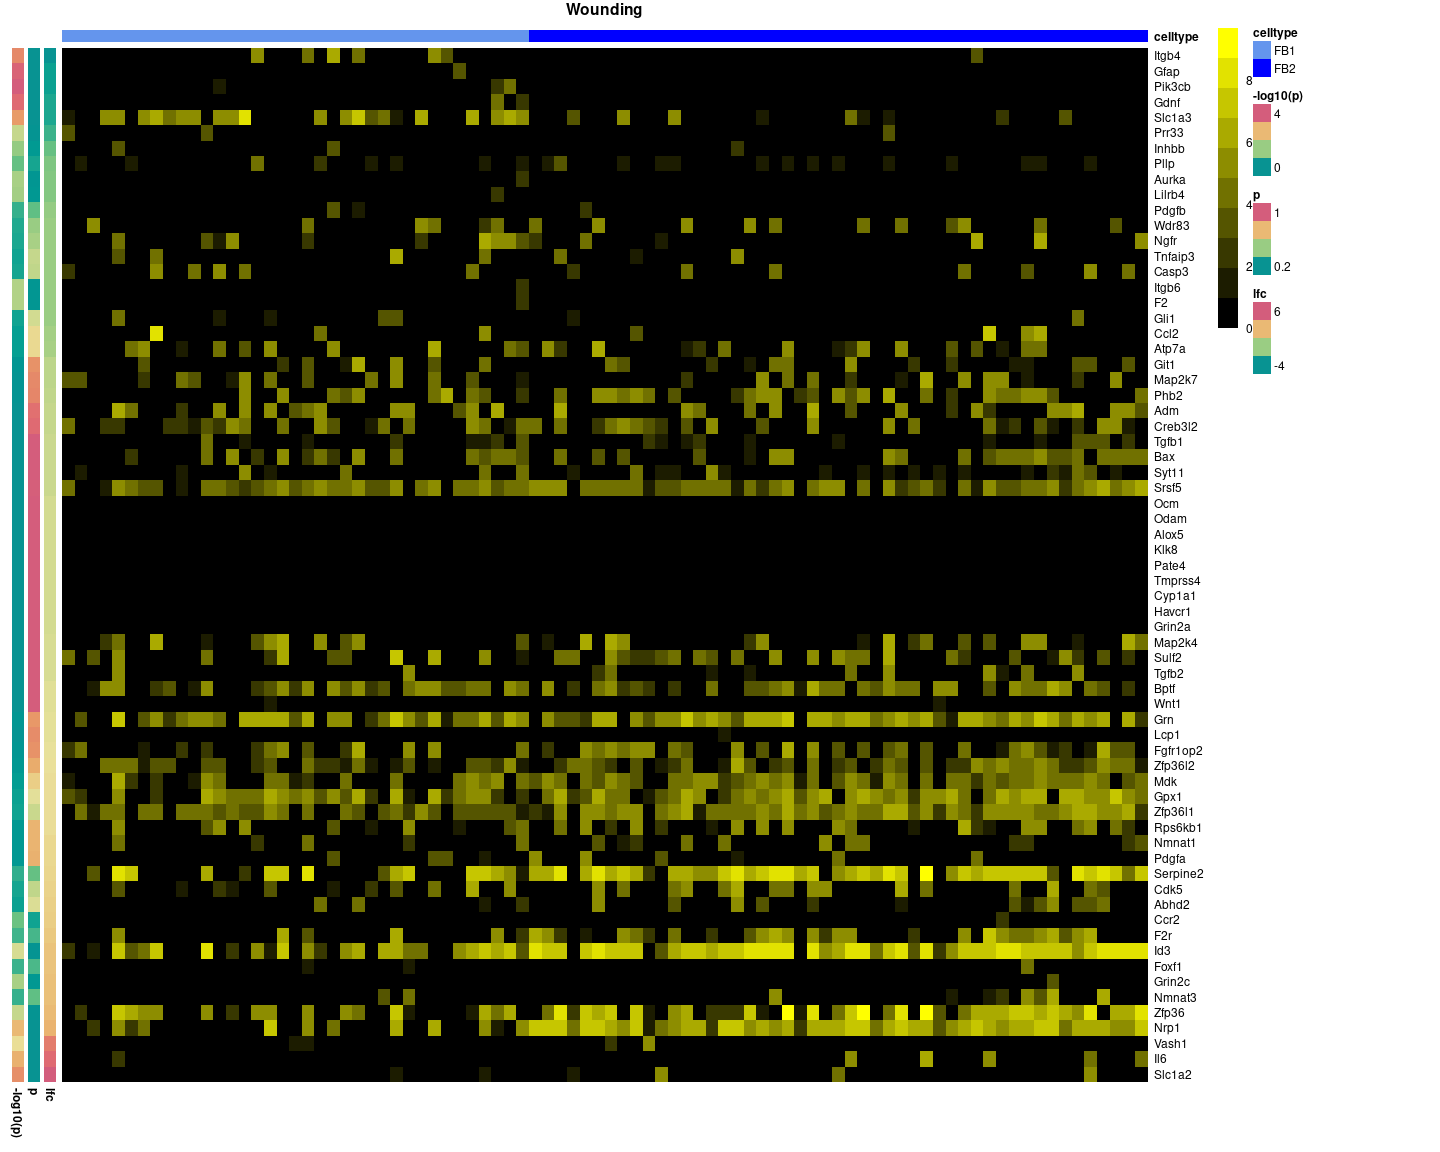 Wounding
celltype
Itgb4
Gfap
Pik3cb
Gdnf
Slc1a3
Prr33
Inhbb
Pllp
Aurka
Lilrb4
Pdgfb
Wdr83
Ngfr
Tnfaip3
Casp3
Itgb6
F2
Gli1
Ccl2
Atp7a
Git1
Map2k7
Phb2
Adm
Creb3l2
Tgfb1
Bax
Syt11
Srsf5
Ocm
Odam
Alox5
Klk8
Pate4
Tmprss4
Cyp1a1
Havcr1
Grin2a
Map2k4
Sulf2
Tgfb2
Bptf
Wnt1
Grn
Lcp1
Fgfr1op2
Zfp36l2
Mdk
Gpx1
Zfp36l1
Rps6kb1
Nmnat1
Pdgfa
Serpine2
Cdk5
Abhd2
Ccr2
F2r
Id3
Foxf1
Grin2c
Nmnat3
Zfp36
Nrp1
Vash1
Il6
Slc1a2
8
6
4
2
0
celltype
FB1
FB2
-log10(p)
4
0
p
1
0.2
lfc
6
-4
-log10(p)
p
lfc